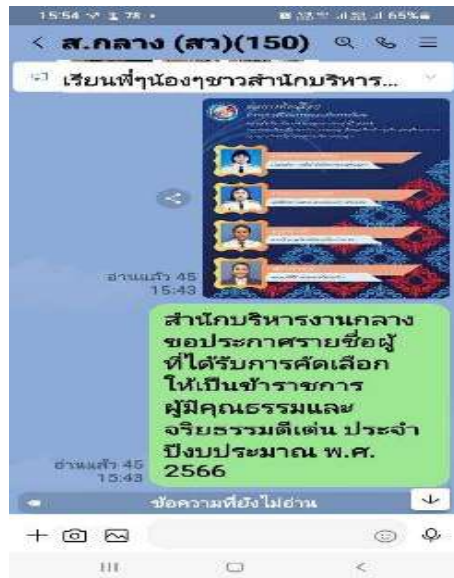 15:54
78
65%
ส.กลาง (สว)(150)
เรียนพี่ๆน้องๆชาวสำนักบริหาร...
อ่านแล้ว 45
15:43
สำนักบริหารงานกลาง
ขอประกาศรายชื่อผู้
ที่ได้รับการคัดเลือก
ให้เป็นข้าราชการ
ผู้มีคุณธรรมและ
จริยธรรมดีเด่น ประจำ
ปีงบประมาณ พ.ศ.
2566
อ่านแล้ว 45
15:43
ข้อความที่ยังไม่อ่าน